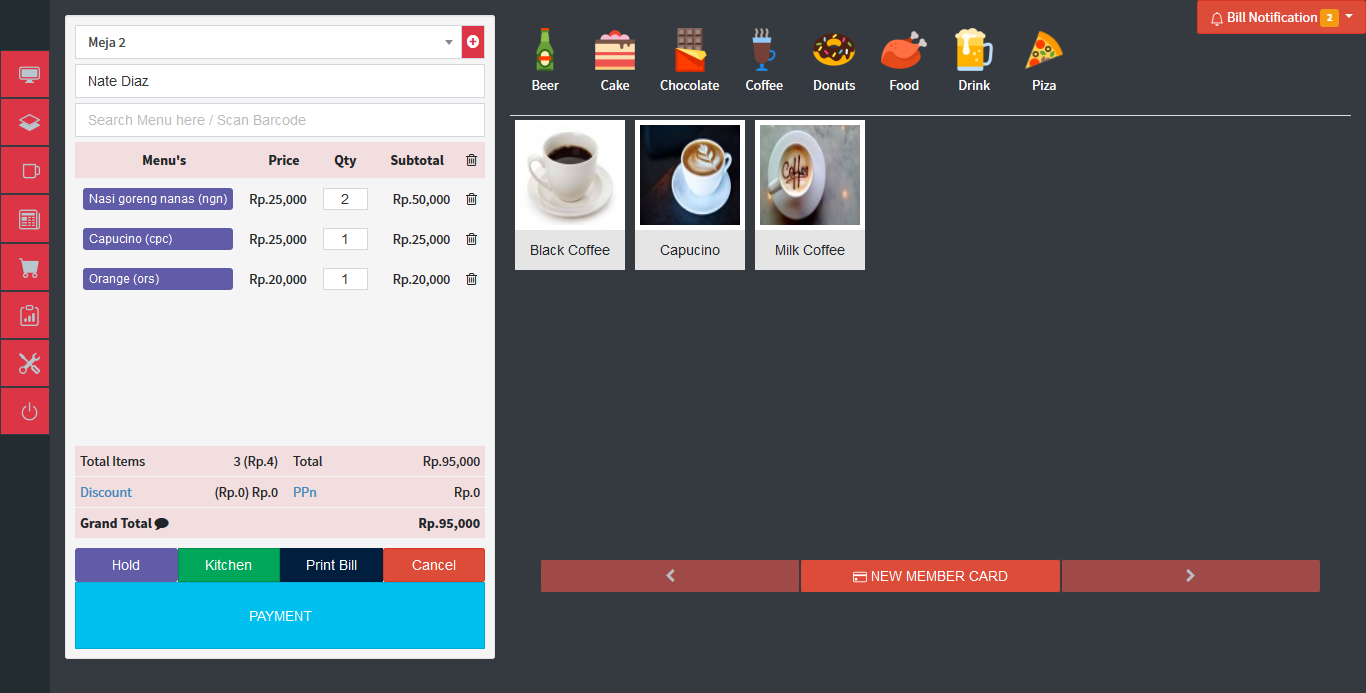 Bill Notification 2
Meja 2
Nate Diaz
Search Menu here / Scan Barcode
Menu's Price Qty Subtotal
Nasi goreng nanas (ngn) Rp.25,000 2 Rp.50,000
Capucino (cpc) Rp.25,000 1 Rp.25,000
Orange (ors) Rp.20,000 1 Rp.20,000
Total Items 3 (Rp.4) Total Rp.95,000
Discount (Rp.0) Rp.0 PPn Rp.0
Grand Total Rp.95,000
Hold Kitchen Print Bill Cancel
PAYMENT
Beer Cake Chocolate Coffee Donuts Food Drink Piza
Coffee
Black Coffee Capucino Milk Coffee
NEW MEMBER CARD